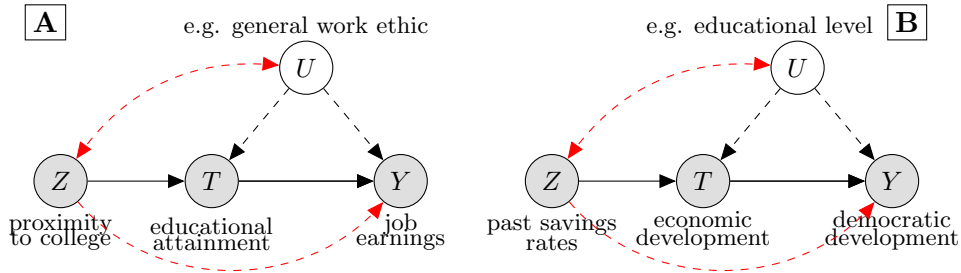 A
e.g. general work ethic
U
Z
T
Y
proximity
to college
educational
attainment
job
earnings
e.g. educational level
B
U
Z
T
Y
past savings
rates
economic
development
democratic
development